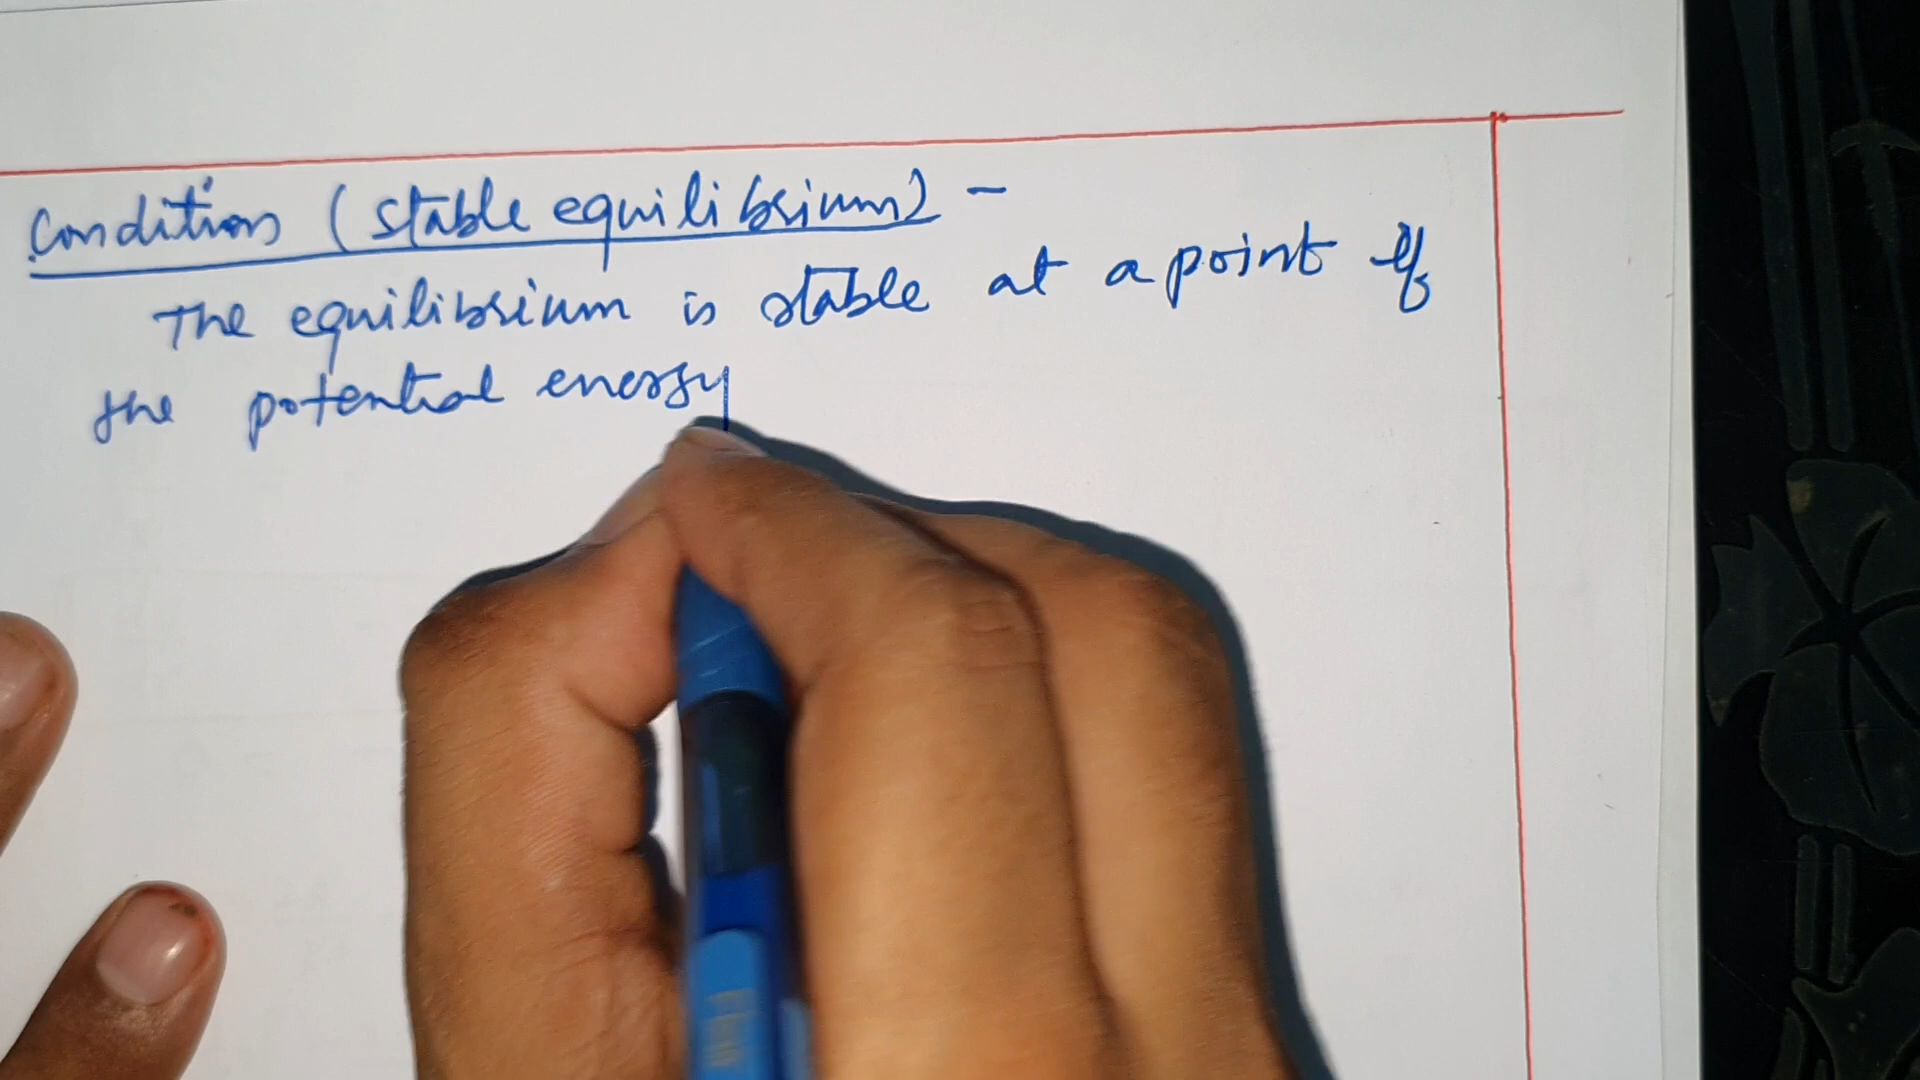 Conditions (stable equilibrium) -
The equilibrium is stable at a point if
the potential energy